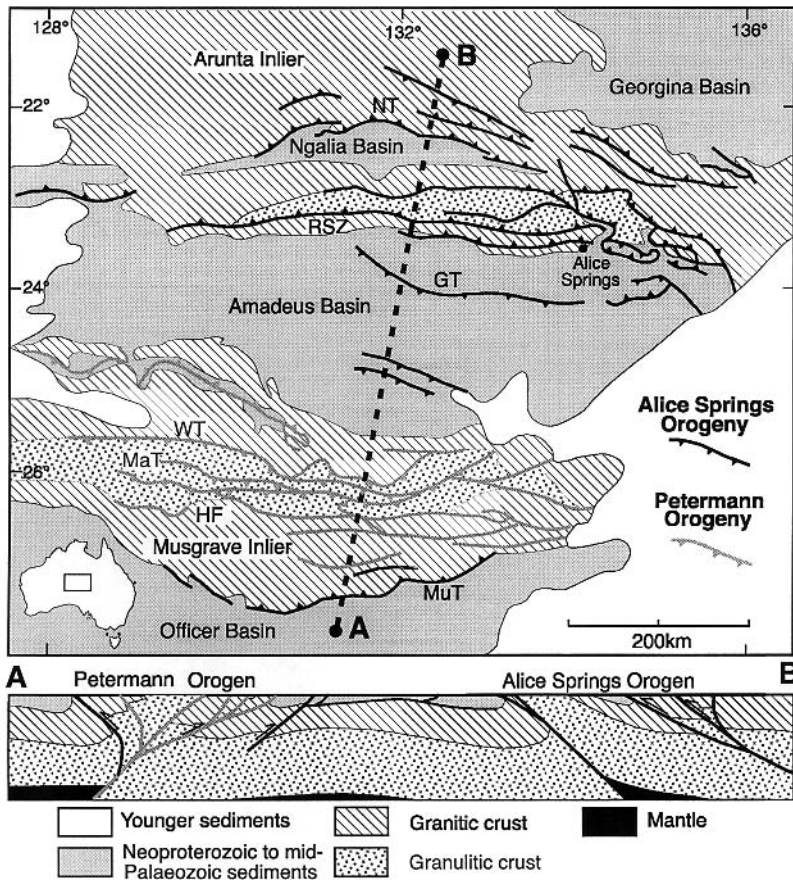 128°
132°
136°
B
Arunta Inlier
Georgina Basin
22°
NT
Ngalia Basin
RSZ
Alice
Springs
24°
GT
Amadeus Basin
Alice Springs
Orogeny
WT
MaT
26°
Petermann
Orogeny
HF
Musgrave Inlier
MuT
Officer Basin
A
200km
A
Petermann Orogen
Alice Springs Orogen
B
Younger sediments
Granitic crust
Mantle
Neoproterozoic to mid-
Palaeozoic sediments
Granulitic crust